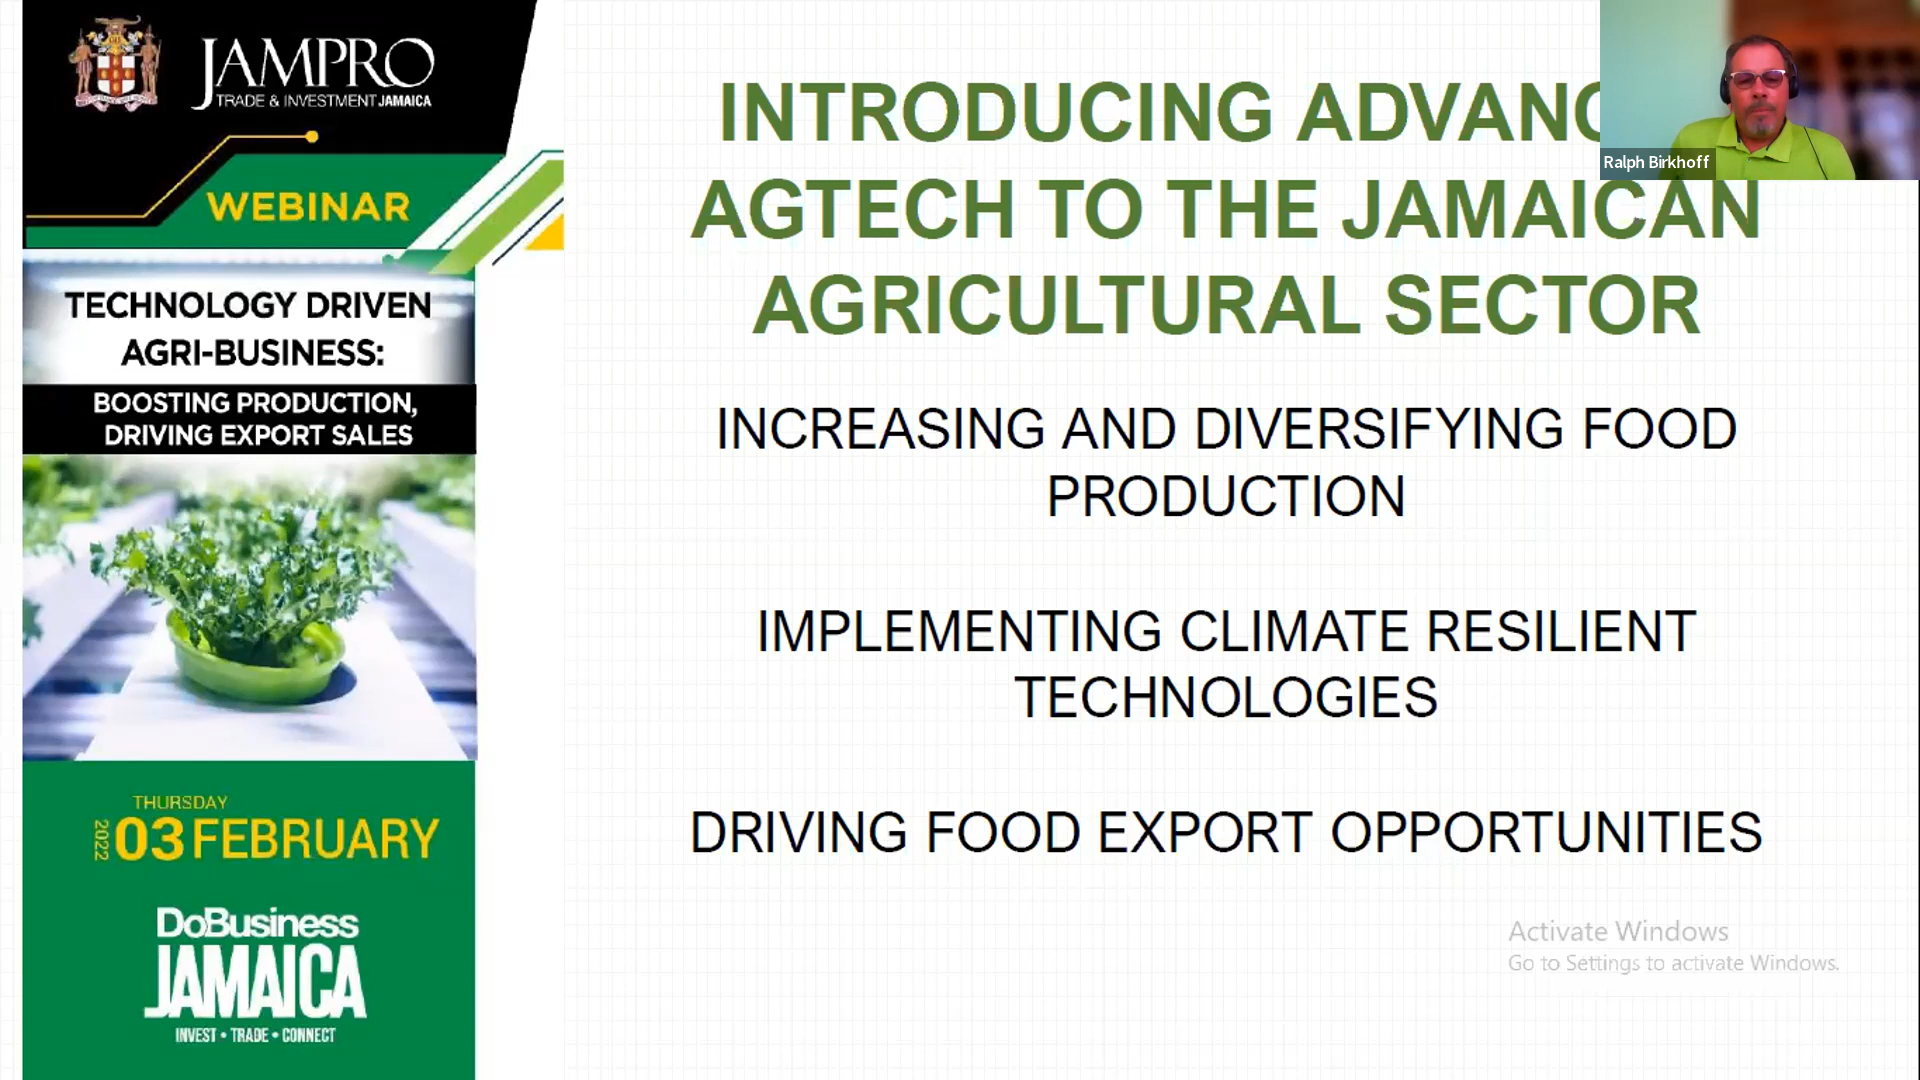 JAMPRO
TRADE & INVESTMENT JAMAICA
WEBINAR
TECHNOLOGY DRIVEN
AGRI-BUSINESS:
BOOSTING PRODUCTION,
DRIVING EXPORT SALES
THURSDAY
2022
03 FEBRUARY
DoBusiness
JAMAICA
INVEST • TRADE • CONNECT
INTRODUCING ADVANC
AGTECH TO THE JAMAICAN
AGRICULTURAL SECTOR
INCREASING AND DIVERSIFYING FOOD
PRODUCTION
IMPLEMENTING CLIMATE RESILIENT
TECHNOLOGIES
DRIVING FOOD EXPORT OPPORTUNITIES
Ralph Birkhoff
Activate Windows
Go to Settings to activate Windows.